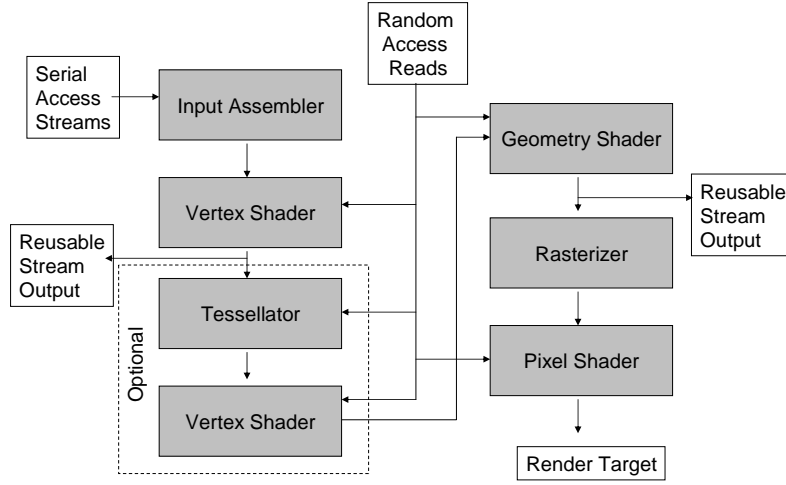 Serial
Access
Streams
Input Assembler
Vertex Shader
Reusable
Stream
Output
Optional
Tessellator
Vertex Shader
Random
Access
Reads
Geometry Shader
Reusable
Stream
Output
Rasterizer
Pixel Shader
Render Target